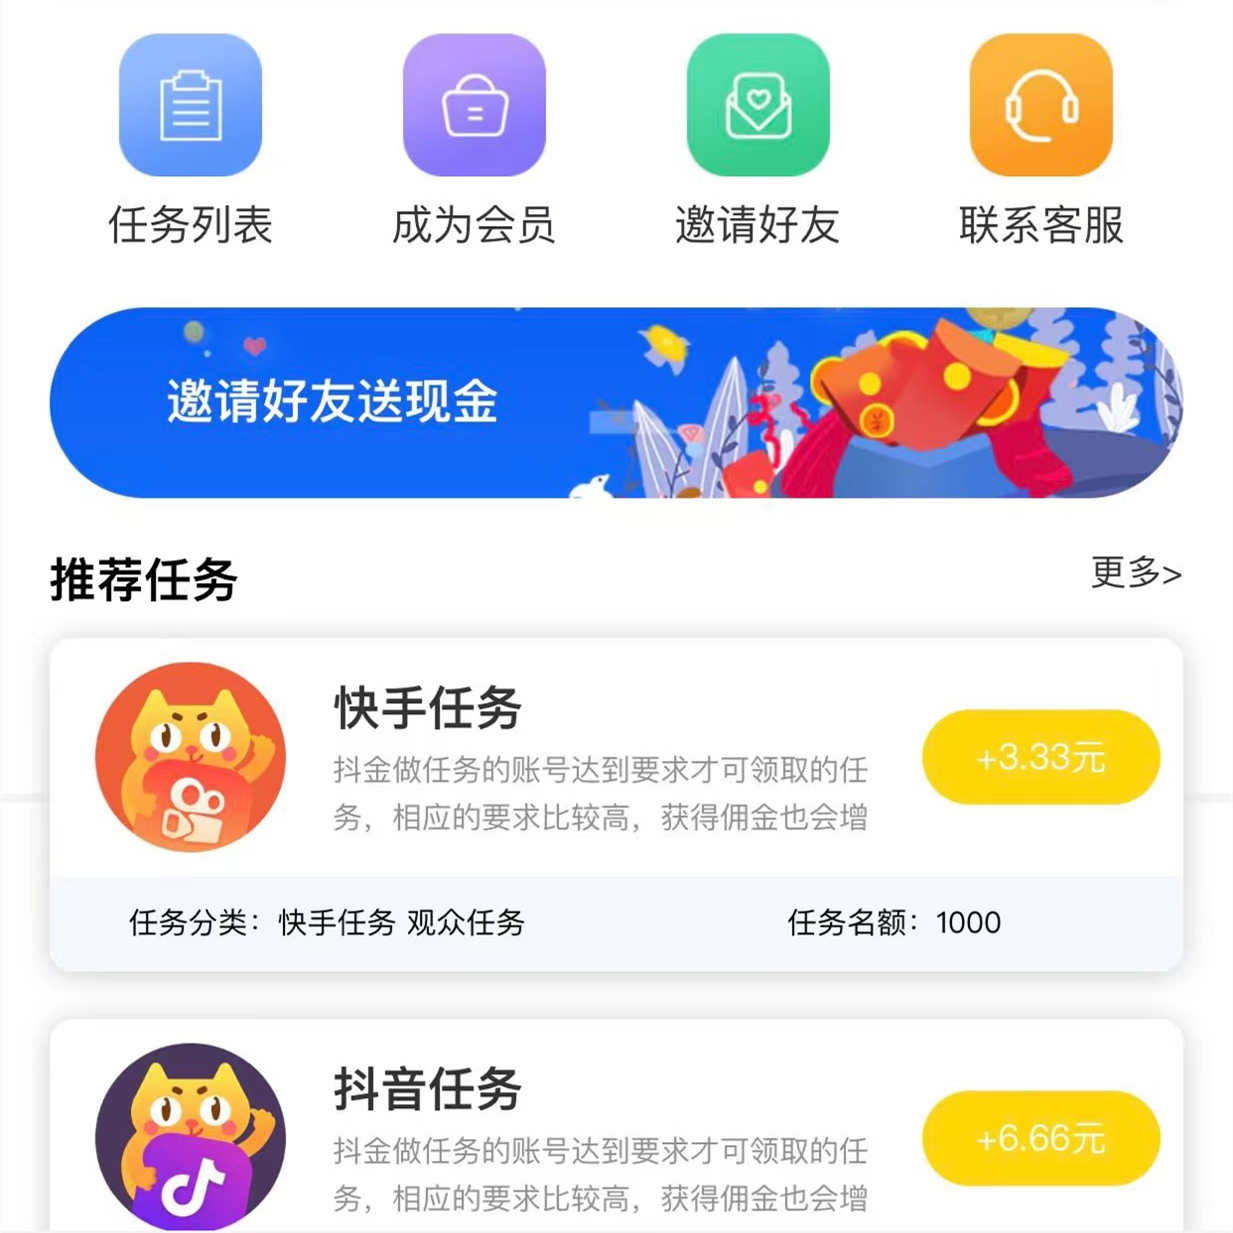 任务列表 成为会员 邀请好友 联系客服
邀请好友送现金
推荐任务 更多>
快手任务
抖金做任务的账号达到要求才可领取的任
务，相应的要求比较高，获得佣金也会增
+3.33元
任务分类：快手任务 观众任务 任务名额：1000
抖音任务
抖金做任务的账号达到要求才可领取的任
务，相应的要求比较高，获得佣金也会增
+6.66元